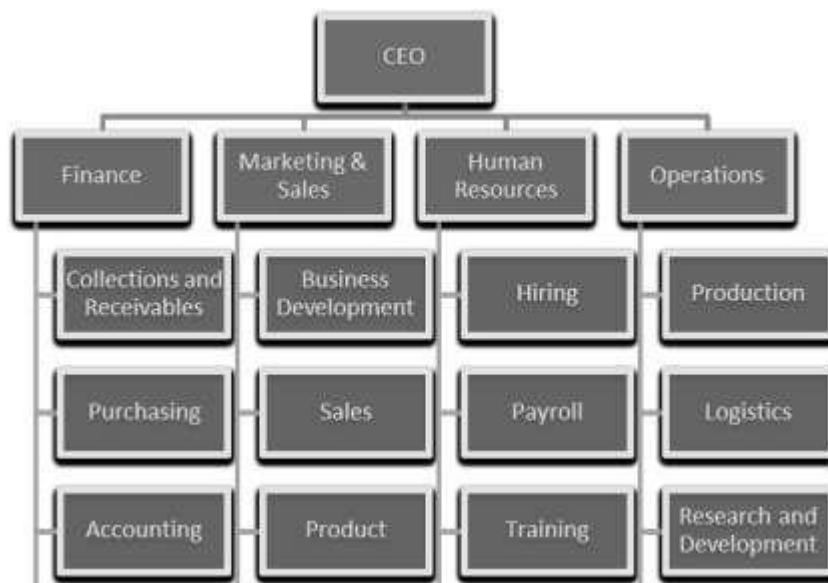 CEO
Finance
Marketing &
Sales
Human
Resources
Operations
Collections and
Receivables
Business
Development
Hiring
Production
Purchasing
Sales
Payroll
Logistics
Accounting
Product
Training
Research and
Development